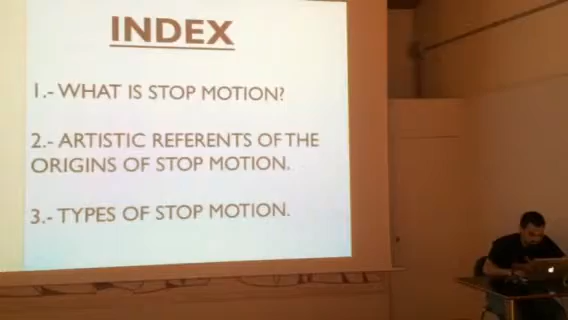 INDEX
1.- WHAT IS STOP MOTION?
2.- ARTISTIC REFERENTS OF THE
ORIGINS OF STOP MOTION.
3.- TYPES OF STOP MOTION.